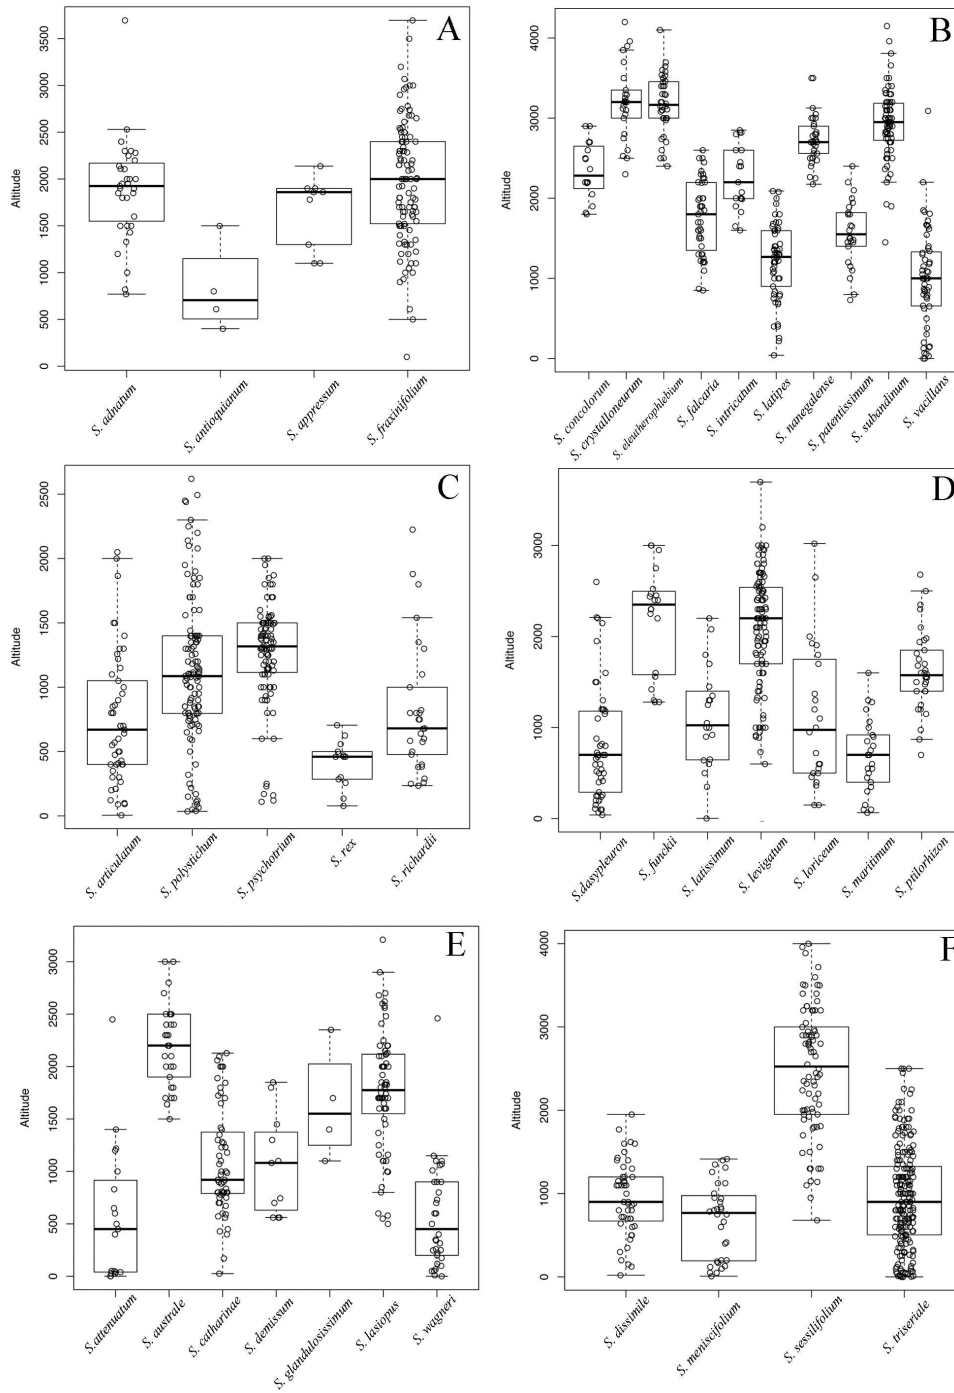 A
Altitude
3500
3000
2500
2000
1500
1000
500
0
S. adnatum
S. antioquianum
S. appressum
S. fraxinifolium
B
Altitude
4000
3000
2000
1000
0
S. concolorum
S. crystalloneurum
S. eleutherophlebium
S. falcaria
S. intricatum
S. latipes
S. nanegalense
S. patentissimum
S. subandinum
S. vacillans
C
Altitude
2500
2000
1500
1000
500
0
S. articulatum
S. polystichum
S. psychotrium
S. rex
S. richardii
D
Altitude
3000
2000
1000
0
S.dasypleuron
S. funckii
S. latissimum
S. levigatum
S. loriceum
S. maritimum
S. ptilorhizon
E
Altitude
3000
2500
2000
1500
1000
500
0
S.attenuatum
S. australe
S. catharinae
S. demissum
S. glandulosissimum
S. lasiopus
S. wagneri
F
Altitude
4000
3000
2000
1000
0
S. dissimile
S. meniscifolium
S. sessilifolium
S. triseriale